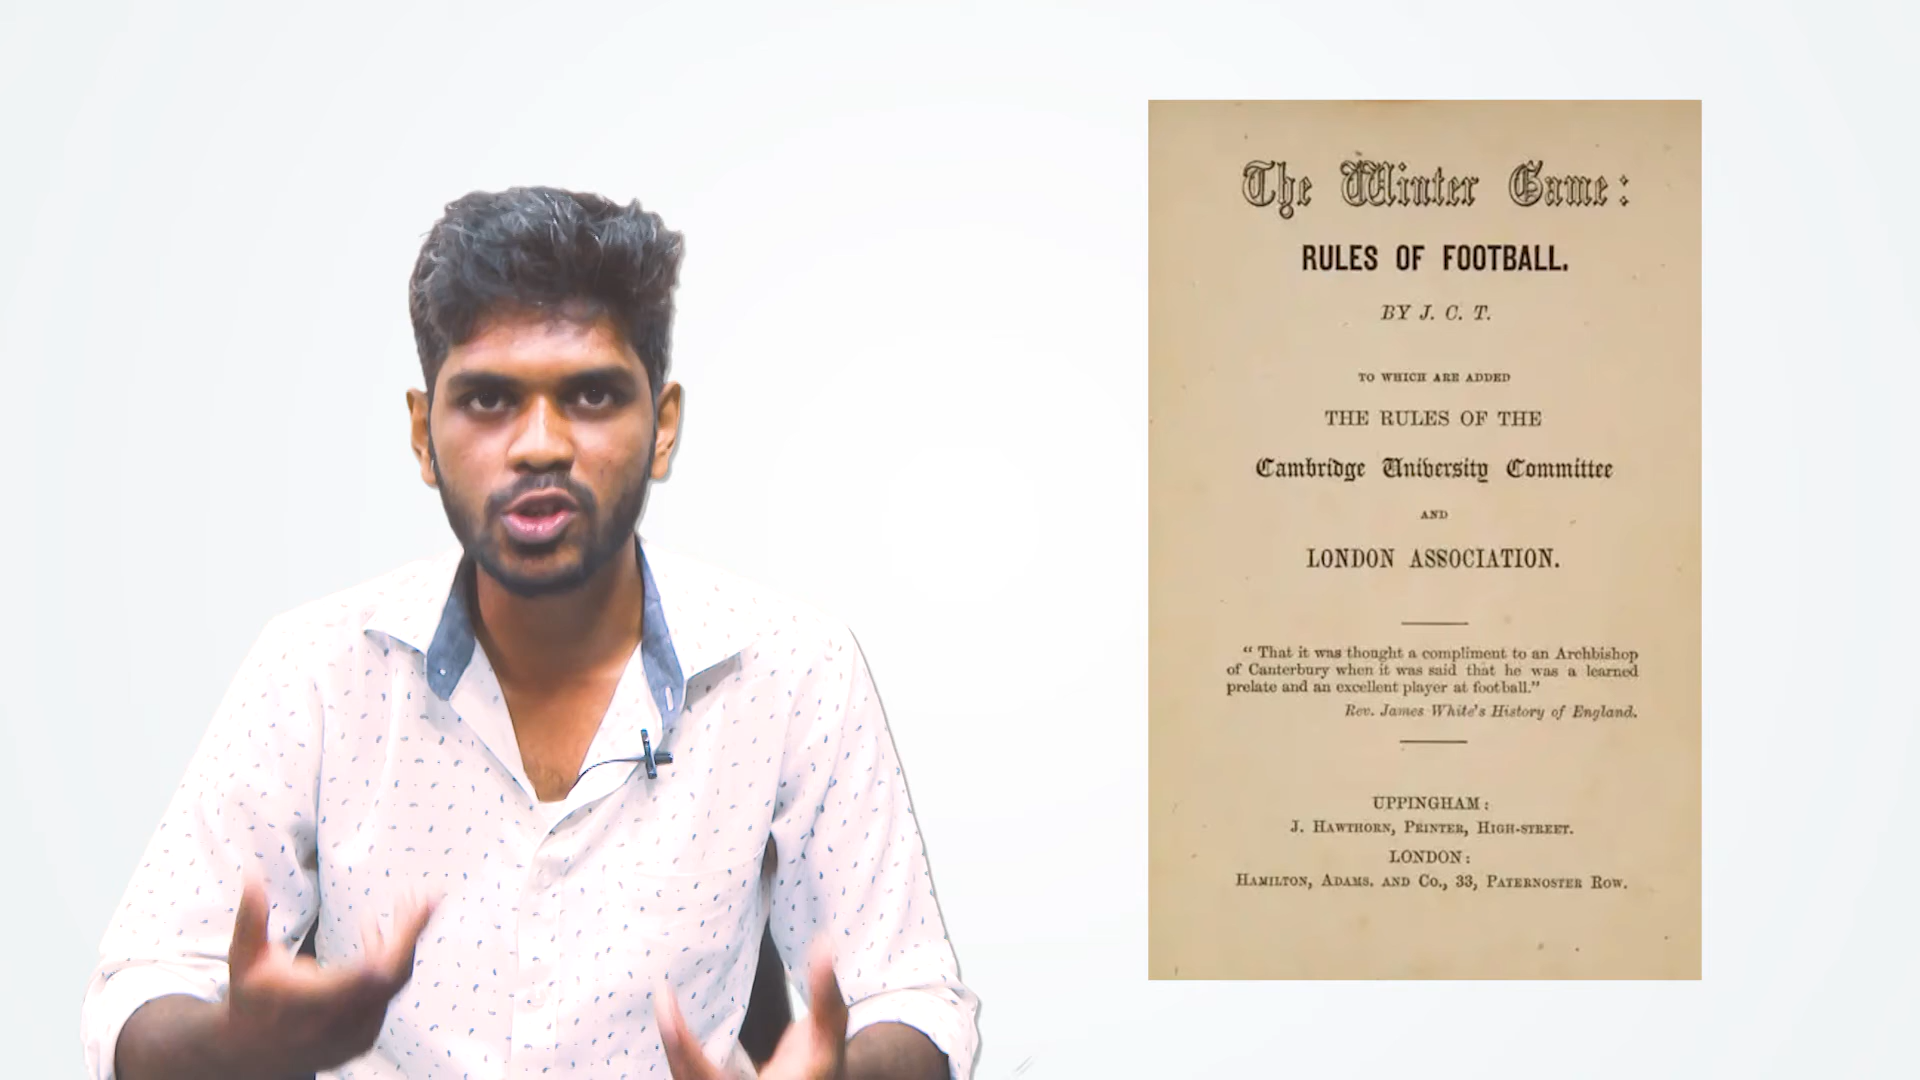 The Winter Game:
RULES OF FOOTBALL.
BY J. C. T.
TO WHICH ARE ADDED
THE RULES OF THE
Cambridge University Committee
AND
LONDON ASSOCIATION.
“ That it was thought a compliment to an Archbishop
of Canterbury when it was said that he was a learned
prelate and an excellent player at football.”
Rev. James White's History of England.
UPPINGHAM:
J. HAWTHORN, PRINTER, HIGH-STREET.
LONDON:
HAMILTON, ADAMS. AND CO., 33, PATERNOSTER ROW.